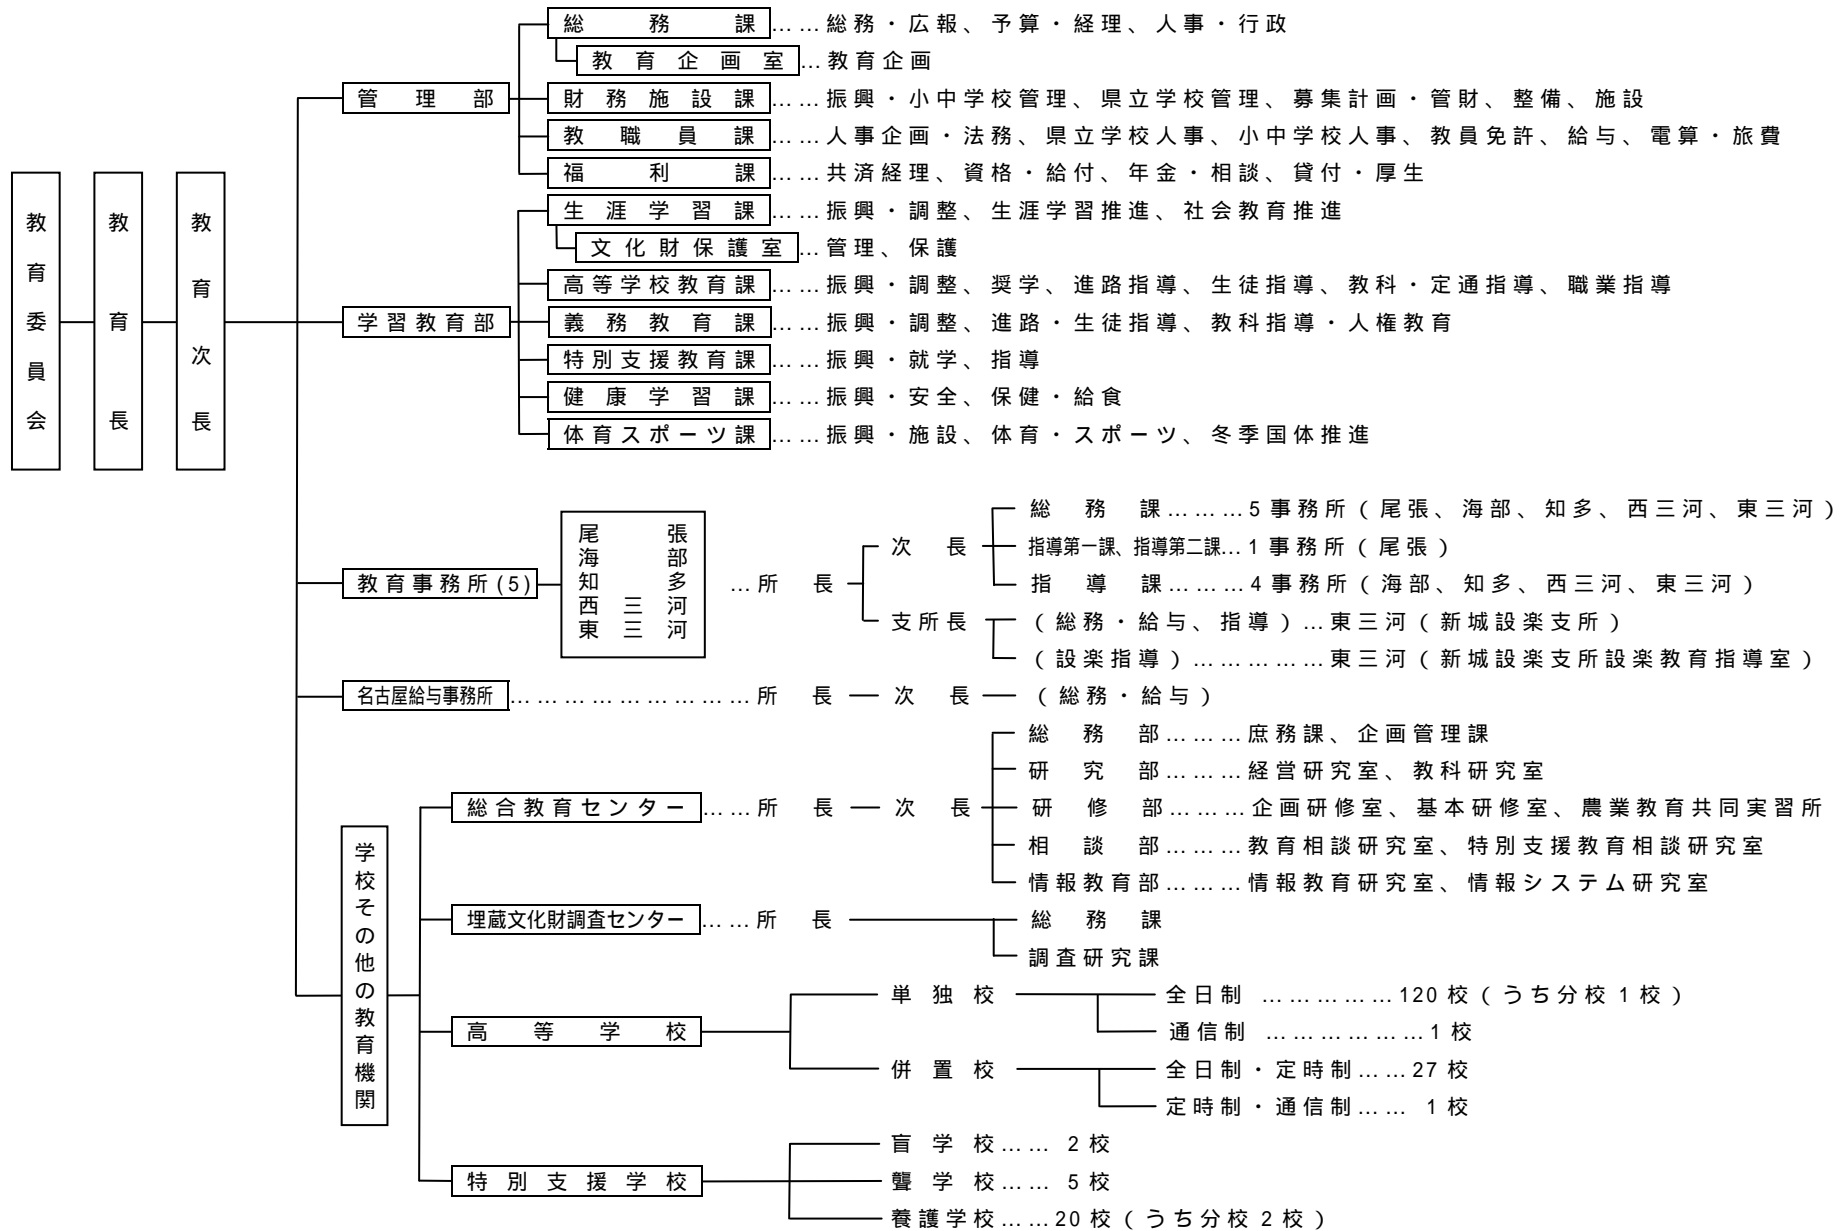 教育委員会
教育長
教育次長
管理部
総務課……総務・広報、予算・経理、人事・行政
教育企画室…教育企画
財務施設課……振興・小中学校管理、県立学校管理、募集計画・管財、整備、施設
教職員課……人事企画・法務、県立学校人事、小中学校人事、教員免許、給与、電算・旅費
福利課……共済経理、資格・給付、年金・相談、貸付・厚生
学習教育部
生涯学習課……振興・調整、生涯学習推進、社会教育推進
文化財保護室…管理、保護
高等学校教育課……振興・調整、奨学、進路指導、生徒指導、教科・定通指導、職業指導
義務教育課……振興・調整、進路・生徒指導、教科指導・人権教育
特別支援教育課……振興・就学、指導
健康学習課……振興・安全、保健・給食
体育スポーツ課……振興・施設、体育・スポーツ、冬季国体推進
教育事務所(5)
尾張
海部
知多
西三河
東三河
…所長
次長
総務課………5事務所（尾張、海部、知多、西三河、東三河）
指導第一課、指導第二課…1事務所（尾張）
指導課………4事務所（海部、知多、西三河、東三河）
支所長
（総務・給与、指導）…東三河（新城設楽支所）
（設楽指導）……………東三河（新城設楽支所設楽教育指導室）
名古屋給与事務所………………………所長 次長 （総務・給与）
学校その他の教育機関
総合教育センター……所長 次長
総務部………庶務課、企画管理課
研究部………経営研究室、教科研究室
研修部………企画研修室、基本研修室、農業教育共同実習所
相談部………教育相談研究室、特別支援教育相談研究室
情報教育部………情報教育研究室、情報システム研究室
埋蔵文化財調査センター……所長
総務課
調査研究課
高等学校
単独校
全日制 ……………120校（うち分校1校）
通信制 ………………1校
併置校
全日制・定時制……27校
定時制・通信制…… 1校
特別支援学校
盲学校…… 2校
聾学校…… 5校
養護学校……20校（うち分校2校）